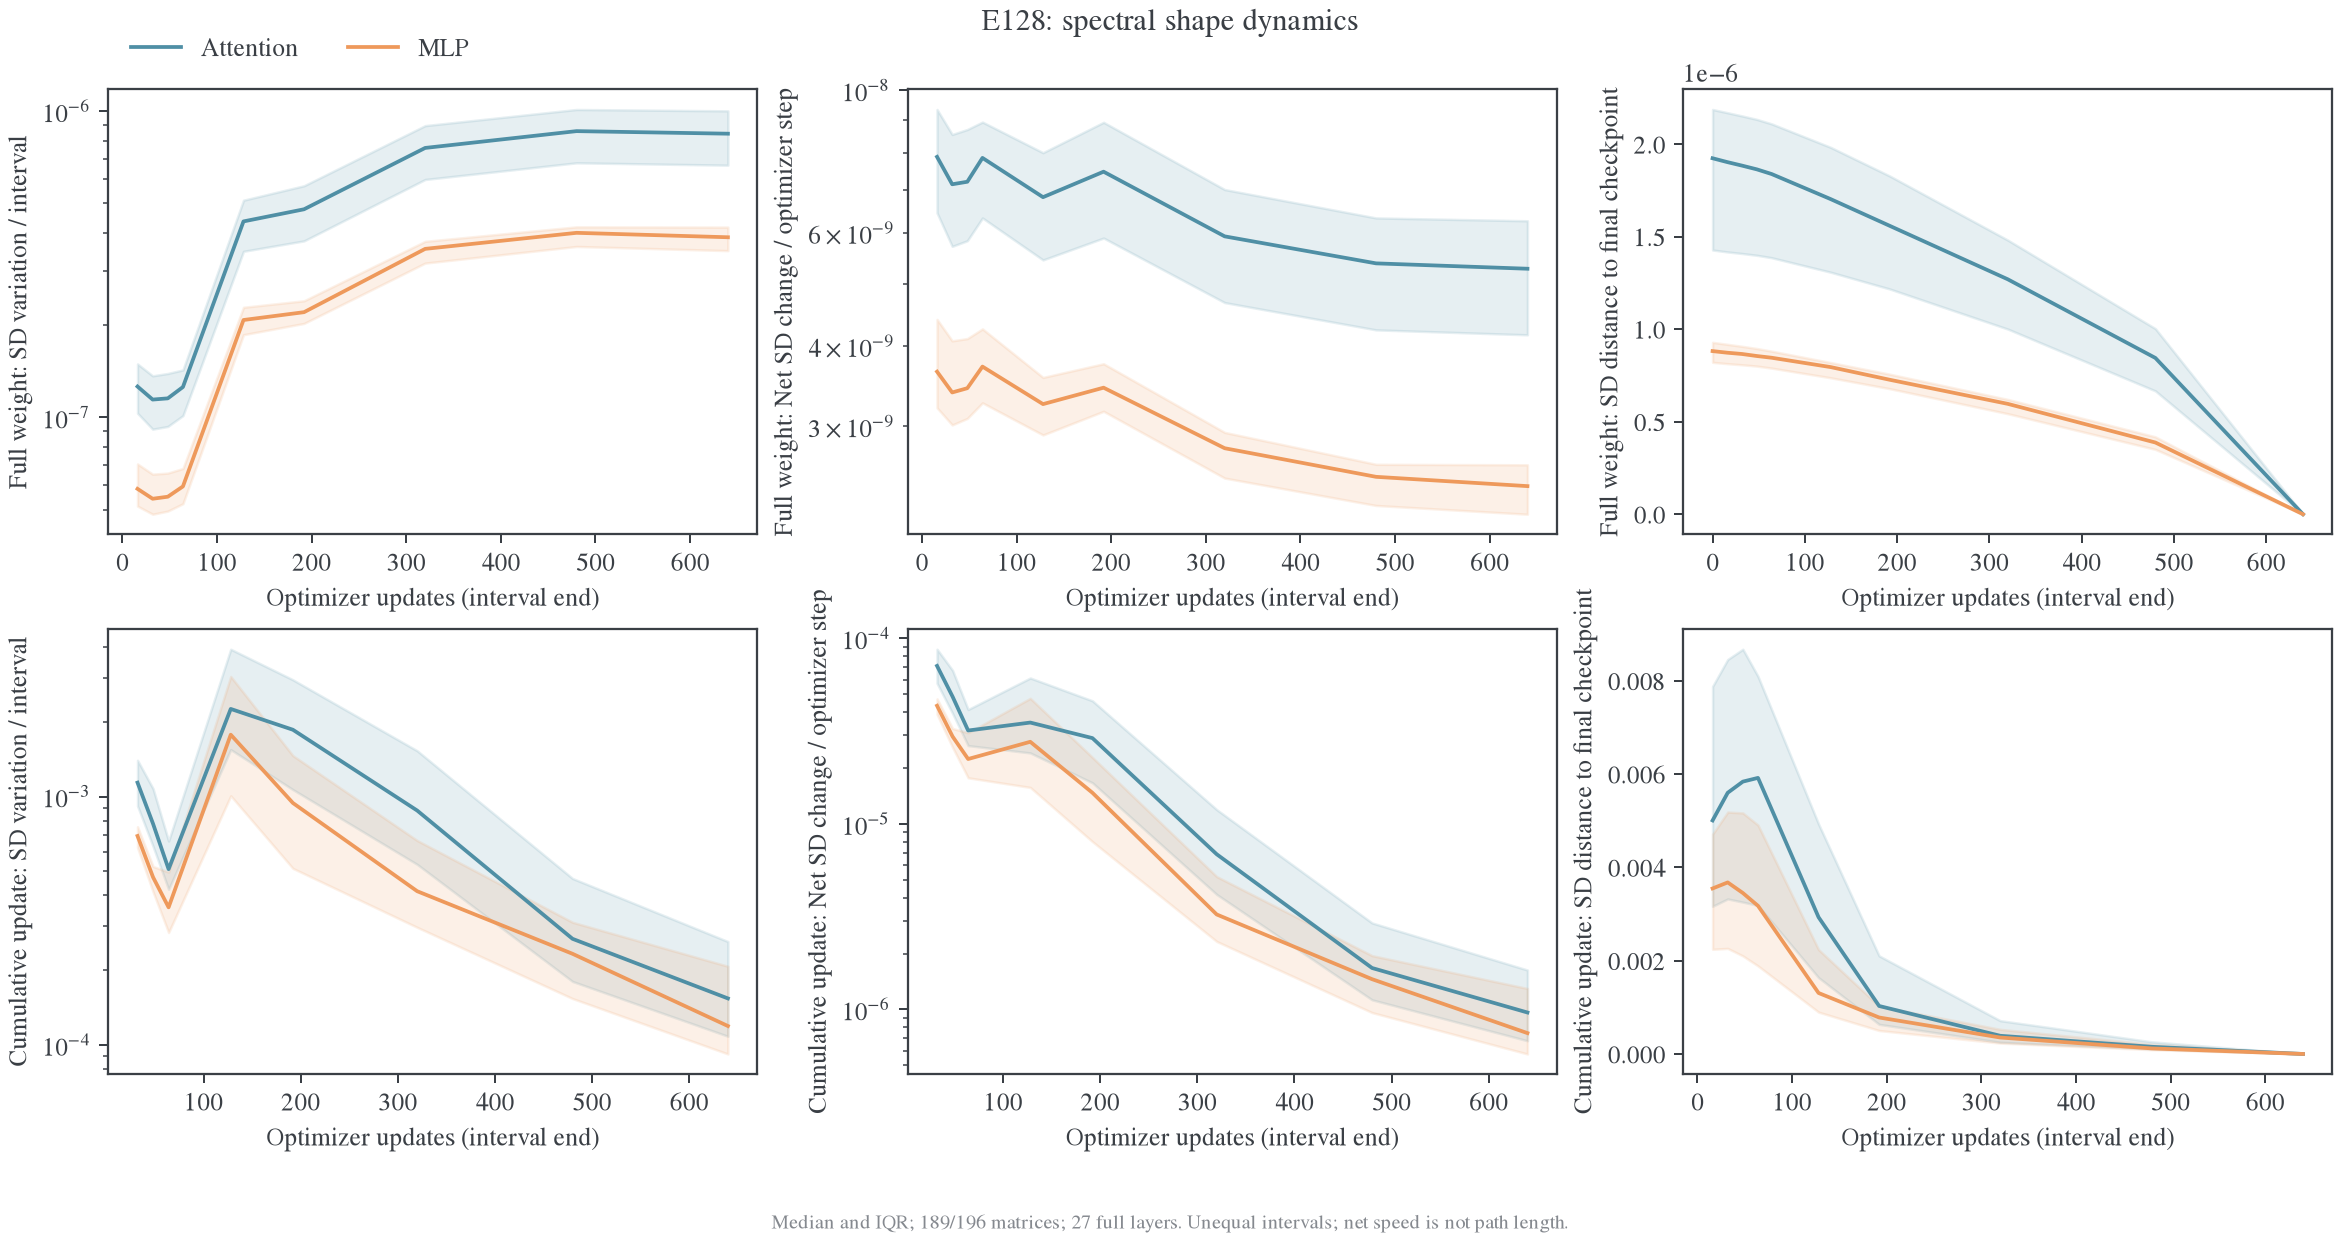 E128: spectral shape dynamics
Attention
MLP
Full weight: SD variation / interval
10⁻⁶
10⁻⁷
0 100 200 300 400 500 600
Optimizer updates (interval end)
Full weight: Net SD change / optimizer step
10⁻⁸
6 × 10⁻⁹
4 × 10⁻⁹
3 × 10⁻⁹
0 100 200 300 400 500 600
Optimizer updates (interval end)
Full weight: SD distance to final checkpoint
1e−6
2.0
1.5
1.0
0.5
0.0
0 100 200 300 400 500 600
Optimizer updates (interval end)
Cumulative update: SD variation / interval
10⁻³
10⁻⁴
100 200 300 400 500 600
Optimizer updates (interval end)
Cumulative update: Net SD change / optimizer step
10⁻⁴
10⁻⁵
10⁻⁶
100 200 300 400 500 600
Optimizer updates (interval end)
Cumulative update: SD distance to final checkpoint
0.008
0.006
0.004
0.002
0.000
0 100 200 300 400 500 600
Optimizer updates (interval end)
Median and IQR; 189/196 matrices; 27 full layers. Unequal intervals; net speed is not path length.